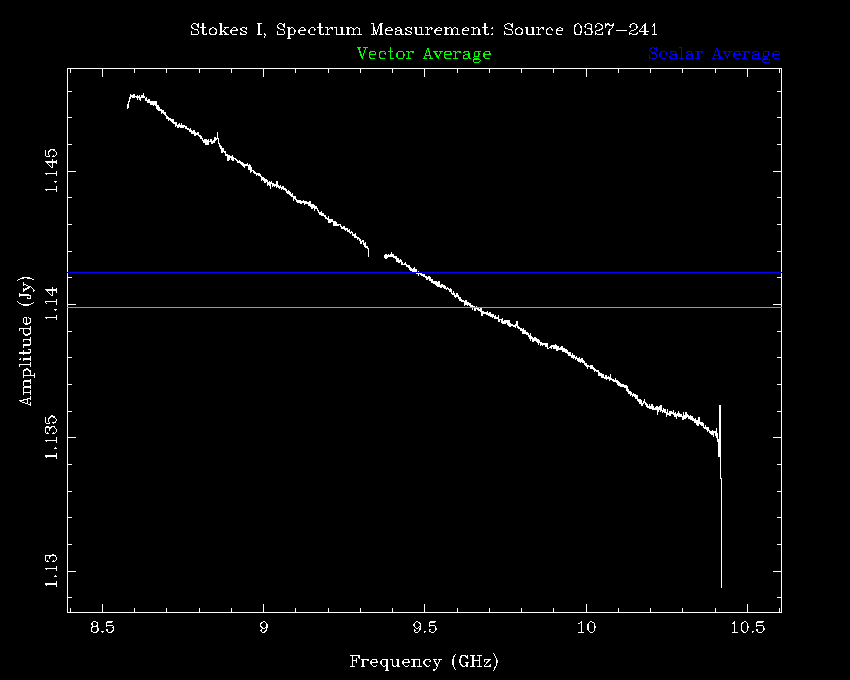 Stokes I, Spectrum Measurement: Source 0327-241
Vector Average Scalar Average
1.145
1.14
1.135
1.13
Amplitude (Jy)
8.5 9 9.5 10 10.5
Frequency (GHz)